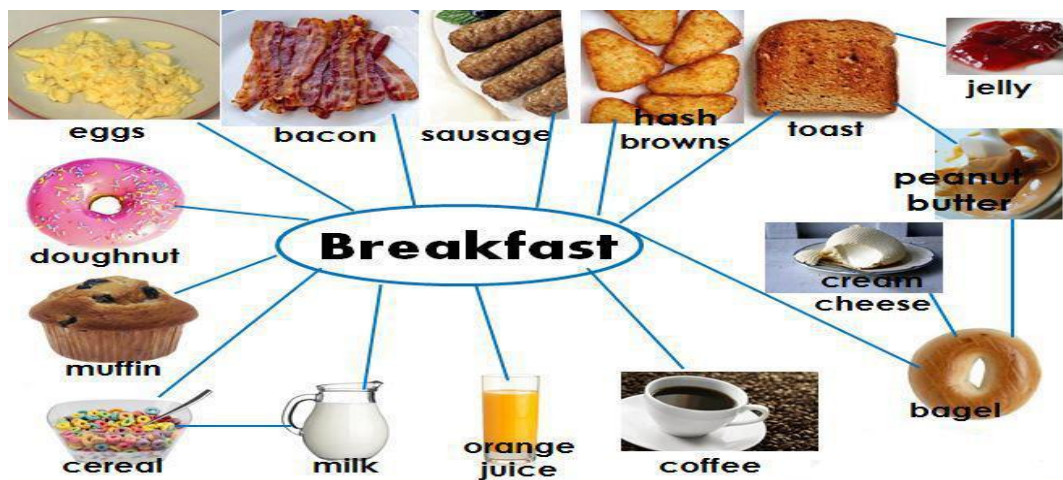 eggs
bacon
sausage
hash
browns
toast
jelly
peanut
butter
doughnut
Breakfast
cream
cheese
muffin
bagel
cereal
milk
orange
juice
coffee